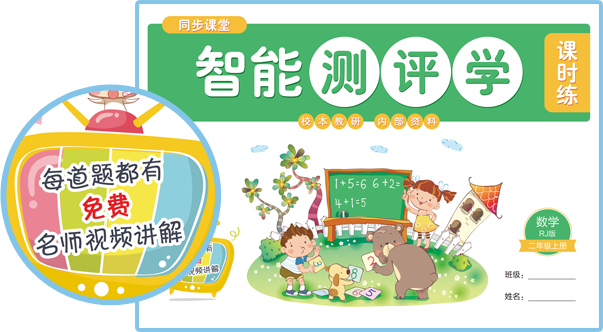 同步课堂
智能测评学
课时练
校本教研 内部资料
每道题都有
免费
名师视频讲解
1+5=6 6+2=
4+1=5
数学
RJ版
二年级上册
班级:
姓名: